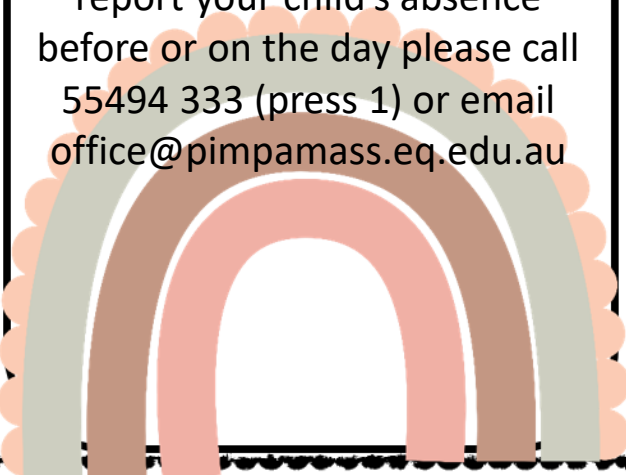 report your child's absence
before or on the day please call
55494 333 (press 1) or email
office@pimpamass.eq.edu.au